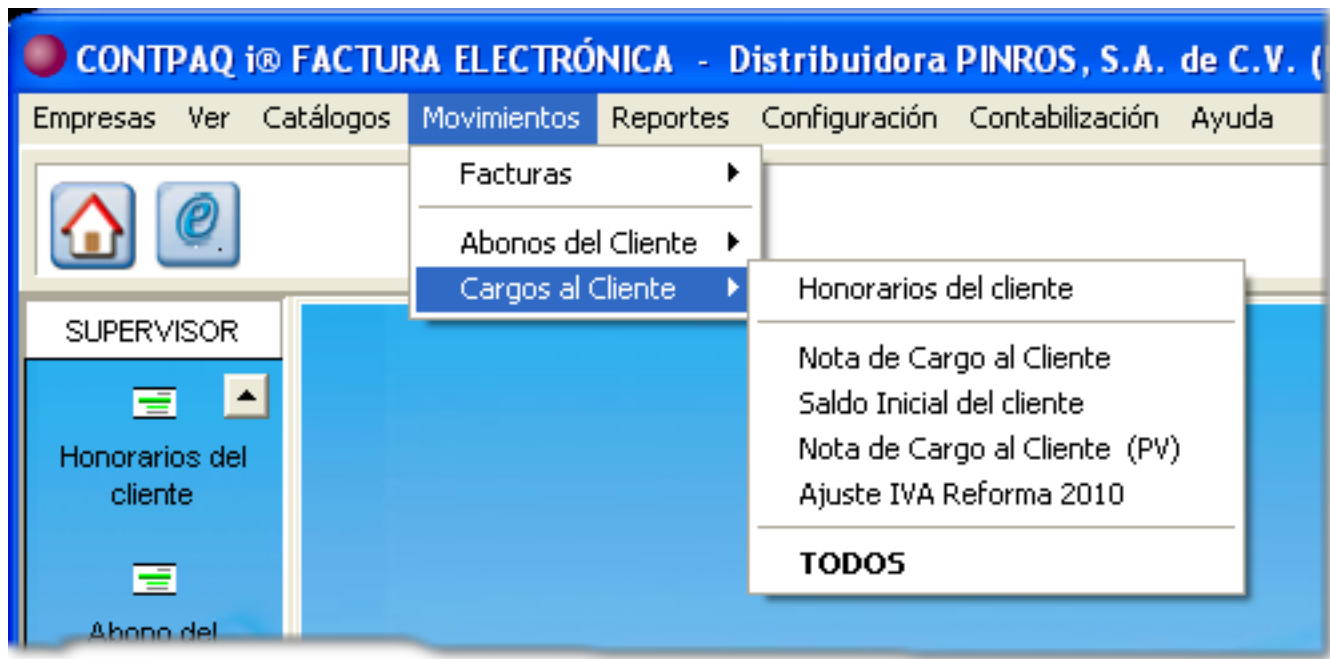 CONTPAQ i® FACTURA ELECTRÓNICA - Distribuidora PINROS, S.A. de C.V. (
Empresas Ver Catálogos Movimientos Reportes Configuración Contabilización Ayuda
Facturas
Abonos del Cliente
Cargos al Cliente
Honorarios del cliente
Nota de Cargo al Cliente
Saldo Inicial del cliente
Nota de Cargo al Cliente (PV)
Ajuste IVA Reforma 2010
TODOS
SUPERVISOR
Honorarios del
cliente
Abono del